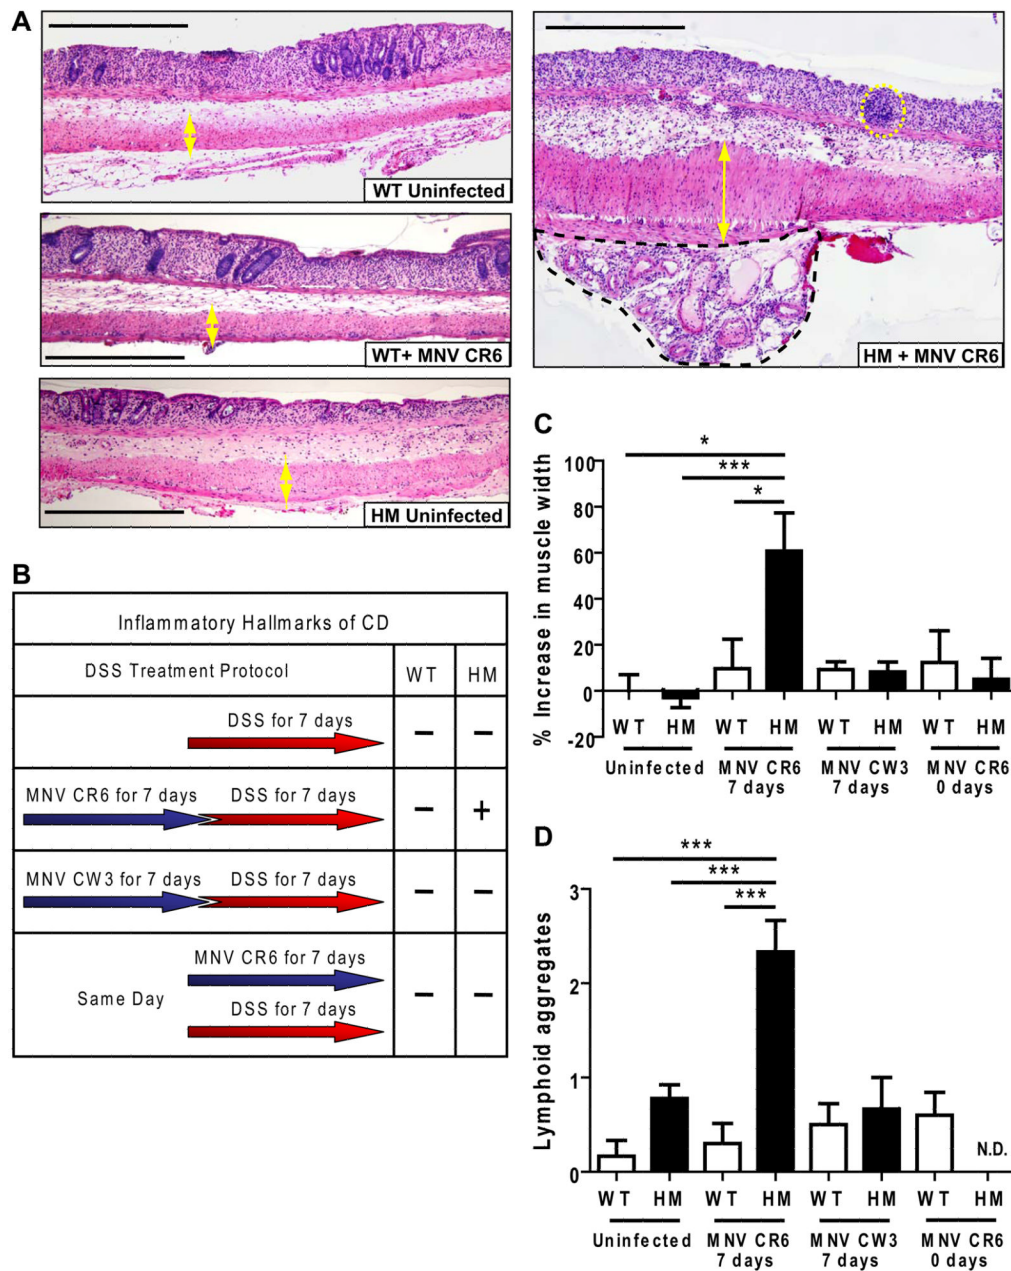 A
WT Uninfected
WT+ MNV CR6
HM Uninfected
HM + MNV CR6
B
Inflammatory Hallmarks of CD
DSS Treatment Protocol
WT
HM
DSS for 7 days
–
–
MNV CR6 for 7 days
DSS for 7 days
–
+
MNV CW3 for 7 days
DSS for 7 days
–
–
Same Day
MNV CR6 for 7 days
DSS for 7 days
–
–
C
% Increase in muscle width
100
80
60
40
20
0
-20
*
***
*
WT HM WT HM WT HM WT HM
Uninfected MNV CR6 MNV CW3 MNV CR6
7 days 7 days 0 days
D
Lymphoid aggregates
3
2
1
0
***
***
***
N.D.
WT HM WT HM WT HM WT HM
Uninfected MNV CR6 MNV CW3 MNV CR6
7 days 7 days 0 days